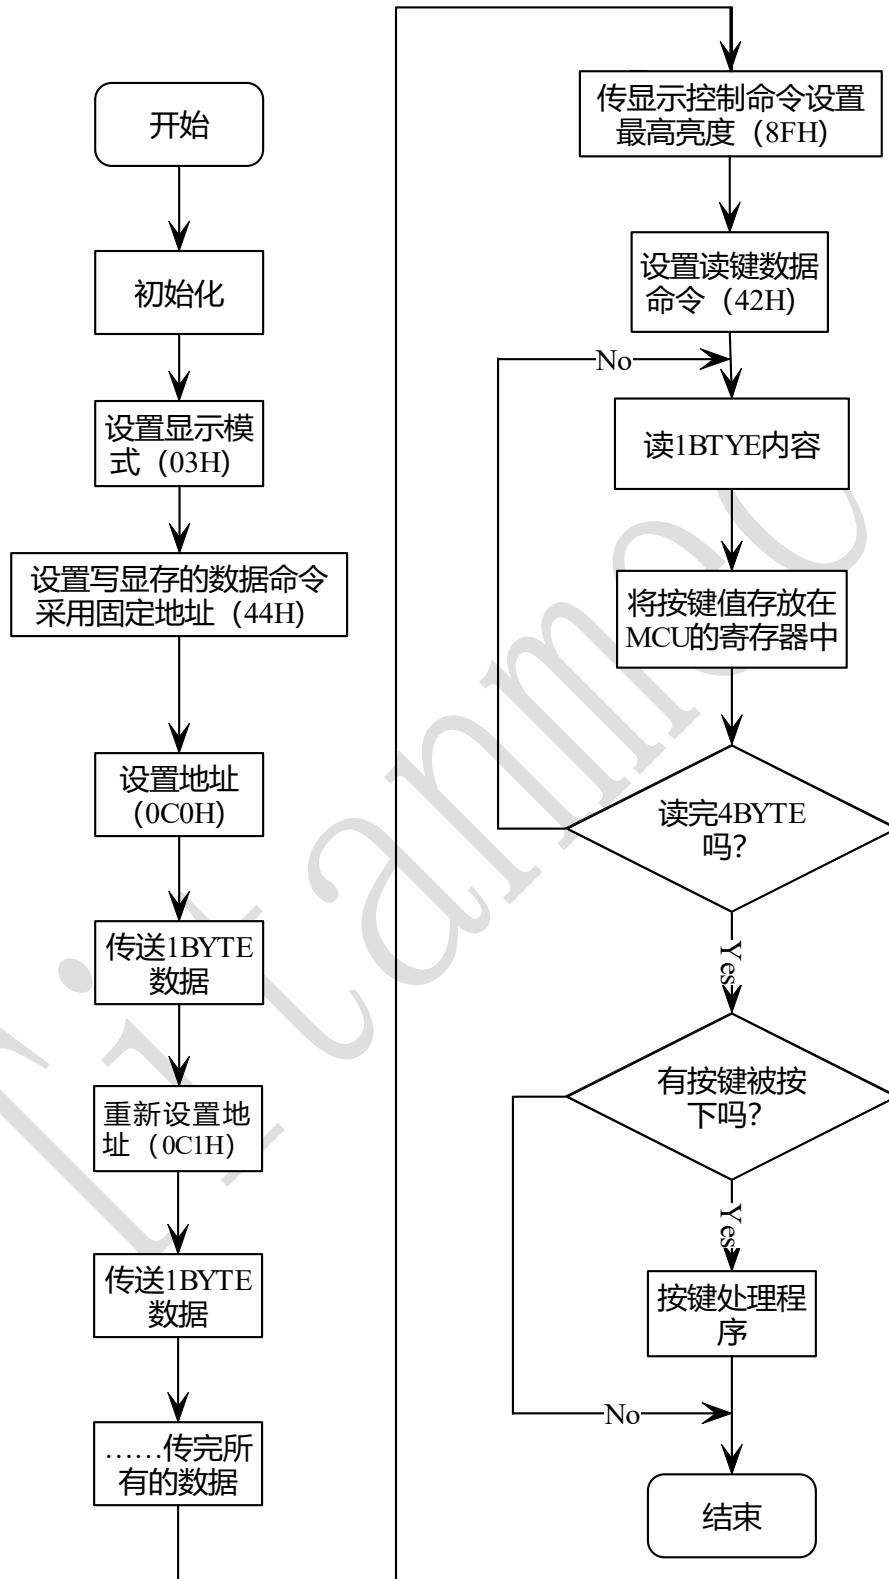 开始
初始化
设置显示模
式（03H）
设置写显存的数据命令
采用固定地址（44H）
设置地址
（0C0H）
传送1BYTE
数据
重新设置地
址（0C1H）
传送1BYTE
数据
……传完所
有的数据
传显示控制命令设置
最高亮度（8FH）
设置读键数据
命令（42H）
No
读1BTYE内容
将按键值存放在
MCU的寄存器中
读完4BYTE
吗？
Yes
有按键被按
下吗？
Yes
按键处理程
序
No
结束
Titanmec